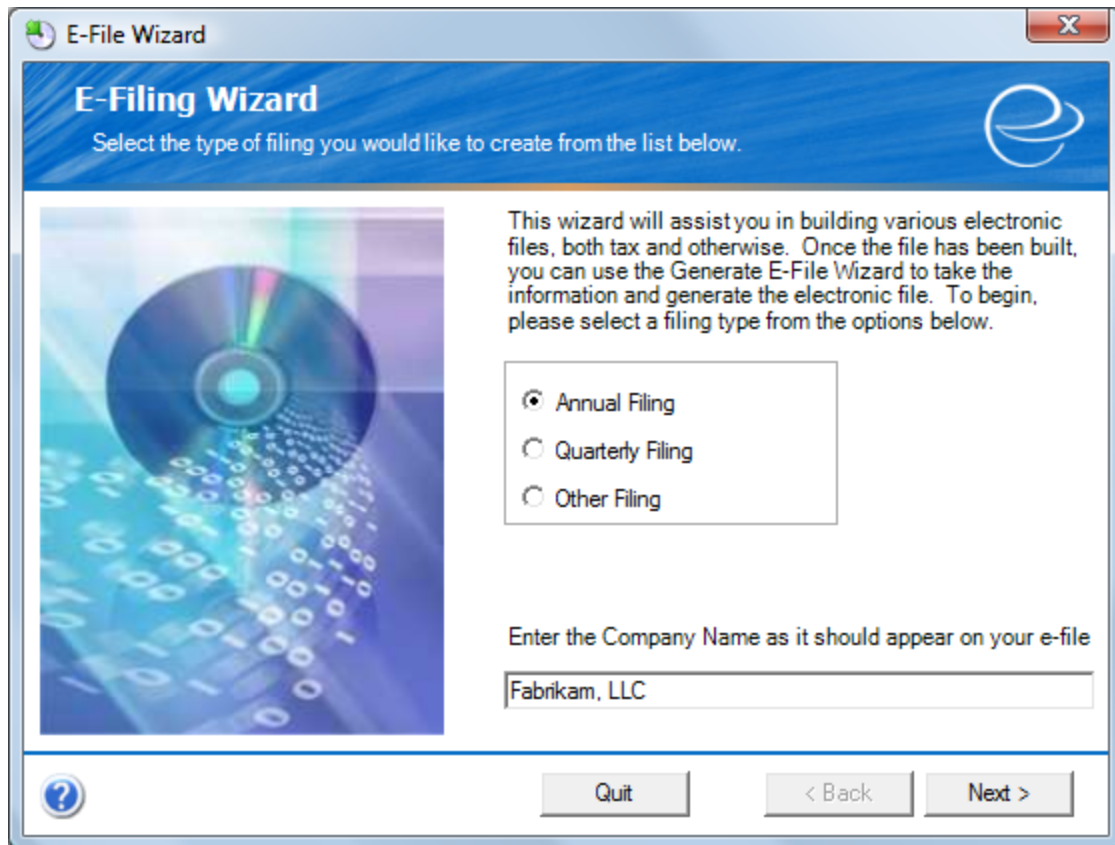 E-File Wizard
E-Filing Wizard
Select the type of filing you would like to create from the list below.
This wizard will assist you in building various electronic
files, both tax and otherwise.  Once the file has been built,
you can use the Generate E-File Wizard to take the
information and generate the electronic file.  To begin,
please select a filing type from the options below.
Annual Filing
Quarterly Filing
Other Filing
Enter the Company Name as it should appear on your e-file
Fabrikam, LLC
Quit
< Back
Next >